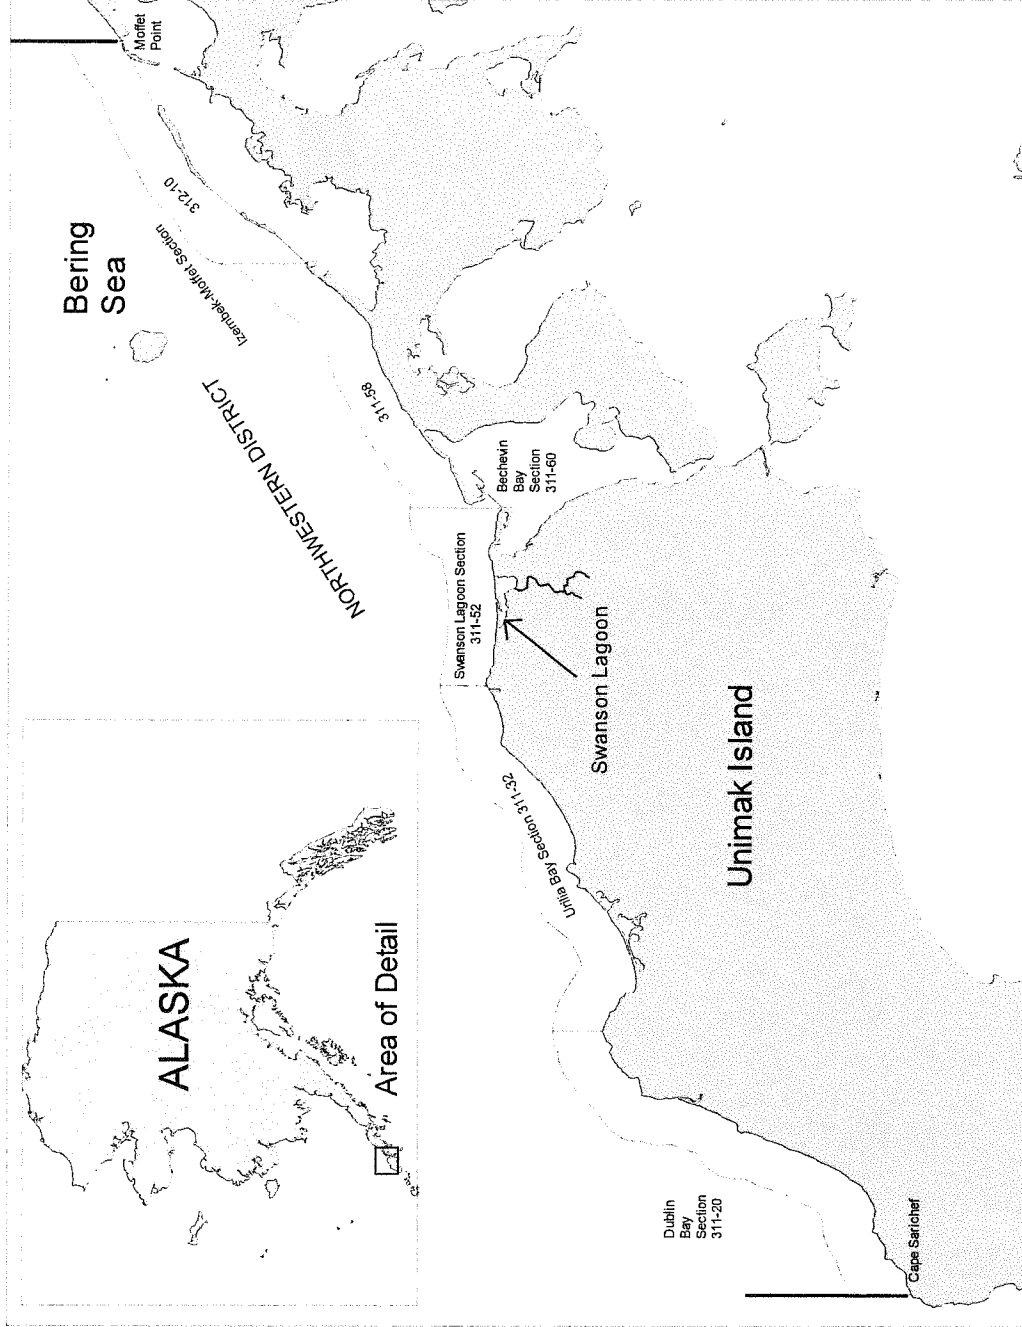 ALASKA
Area of Detail
Bering
Sea
NORTHWESTERN DISTRICT
Moffet
Point
312-10
Izembek-Moffet Section
311-58
Bechevin
Bay
Section
311-60
Swanson Lagoon Section
311-52
Swanson Lagoon
Urilia Bay Section 311-32
Unimak Island
Dublin
Bay
Section
311-20
Cape Sarichef